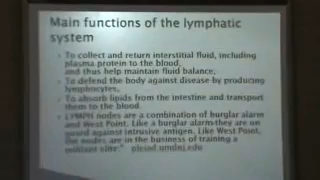 Main functions of the lymphatic
system
To collect and return interstitial fluid, including
plasma protein to the blood,
and thus help maintain fluid balance,
To defend the body against disease by producing
lymphocytes,
To absorb lipids from the intestine and transport
them to the blood.
LYMPH nodes are a combination of burglar alarm
and West Point. Like a burglar alarm they are on
guard against intrusive antigen. Like West Point,
the nodes are in the business of training a
militant elite."